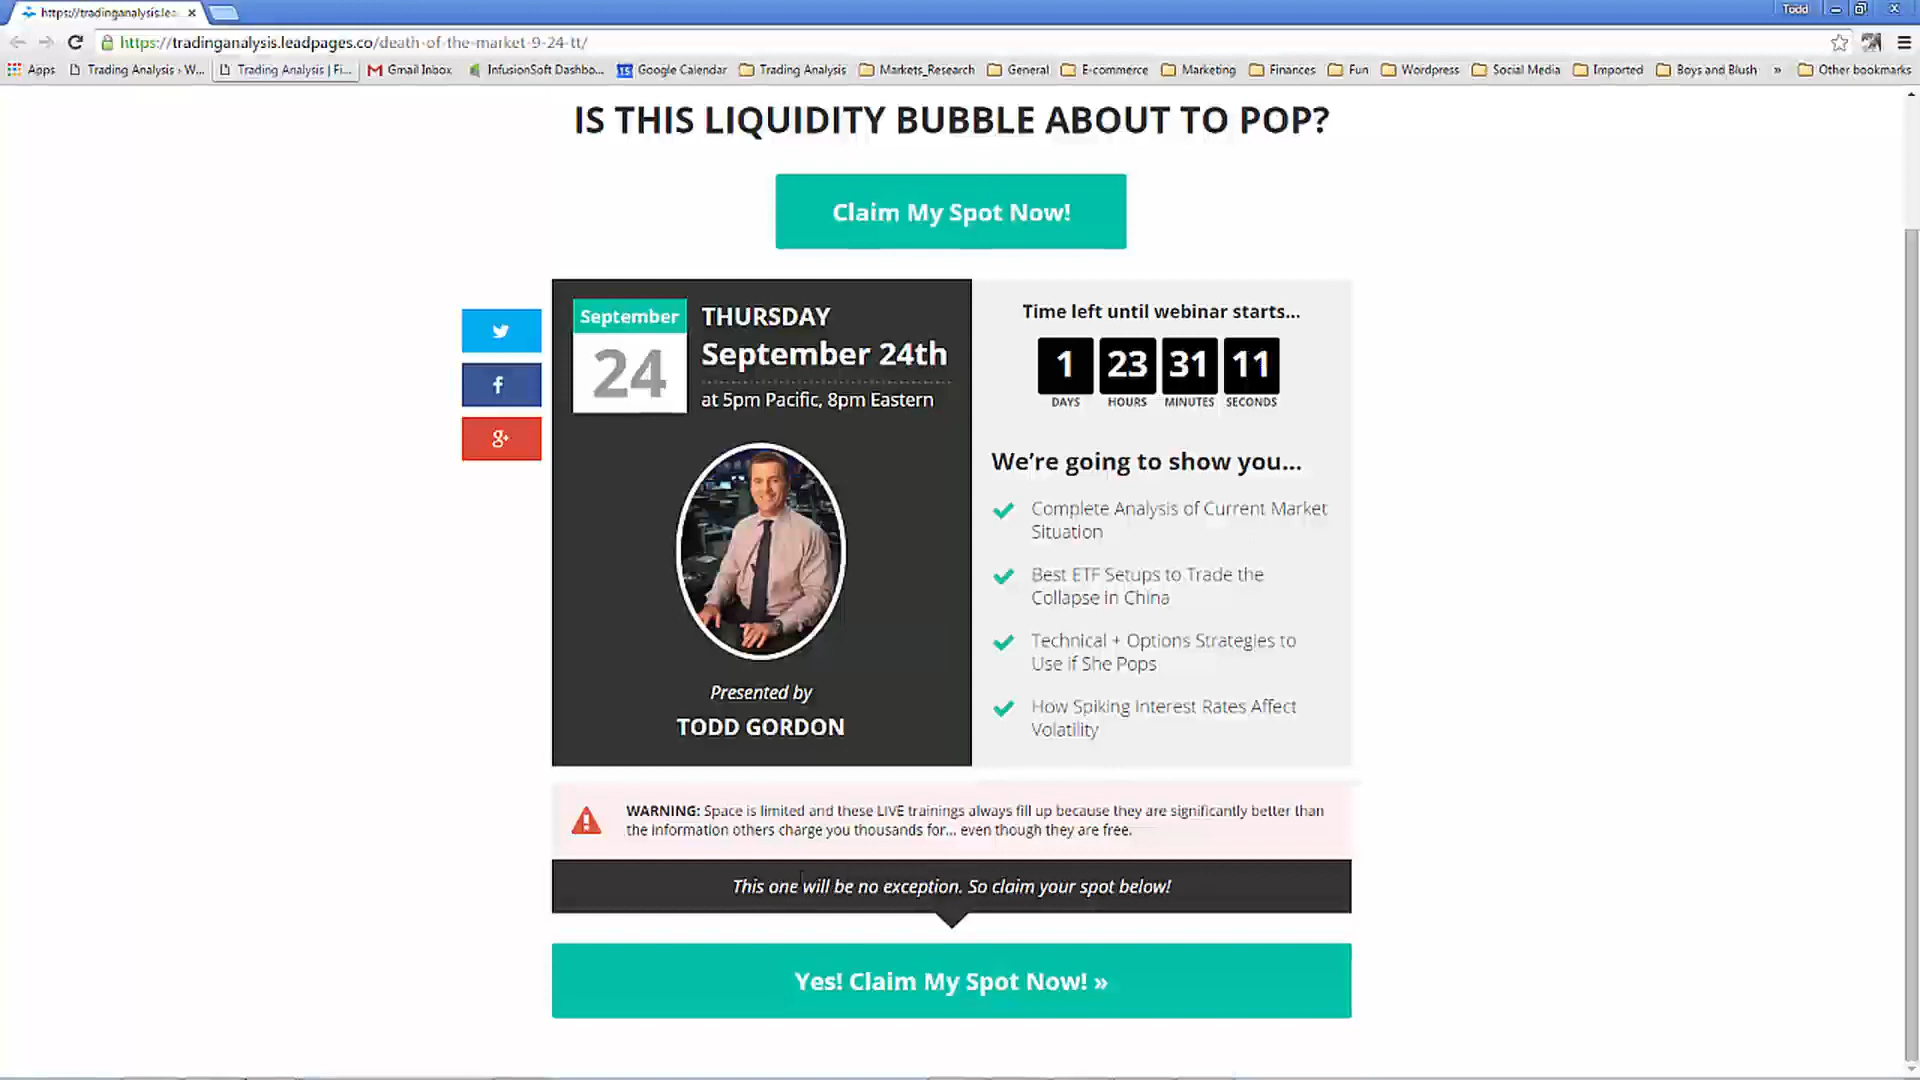 https://tradinganalysis.lea
Todd
https://tradinganalysis.leadpages.co/death-of-the-market-9-24-tt/
Apps
Trading Analysis › W...
Trading Analysis | Fi...
Gmail Inbox
InfusionSoft Dashbo...
Google Calendar
Trading Analysis
Markets_Research
General
E-commerce
Marketing
Finances
Fun
Wordpress
Social Media
Imported
Boys and Blush
»
Other bookmarks
IS THIS LIQUIDITY BUBBLE ABOUT TO POP?
Claim My Spot Now!
September
24
THURSDAY
September 24th
at 5pm Pacific, 8pm Eastern
Presented by
TODD GORDON
Time left until webinar starts...
1 23 31 11
DAYS HOURS MINUTES SECONDS
We're going to show you...
Complete Analysis of Current Market
Situation
Best ETF Setups to Trade the
Collapse in China
Technical + Options Strategies to
Use if She Pops
How Spiking Interest Rates Affect
Volatility
WARNING: Space is limited and these LIVE trainings always fill up because they are significantly better than
the information others charge you thousands for... even though they are free.
This one will be no exception. So claim your spot below!
Yes! Claim My Spot Now! »